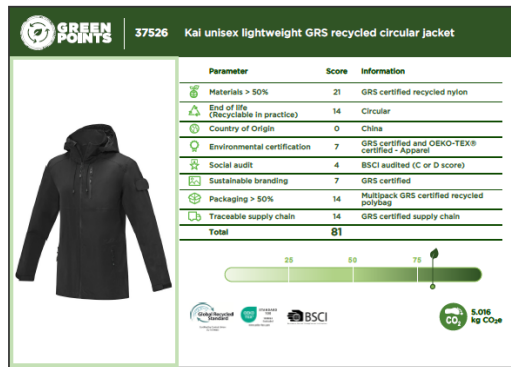 GREEN POINTS
37526
Kai unisex lightweight GRS recycled circular jacket
Parameter Score Information
Materials > 50% 21 GRS certified recycled nylon
End of life
(Recyclable in practice) 14 Circular
Country of Origin 0 China
Environmental certification 7 GRS certified and OEKO-TEX®
certified - Apparel
Social audit 4 BSCI audited (C or D score)
Sustainable branding 7 GRS certified
Packaging > 50% 14 Multipack GRS certified recycled
polybag
Traceable supply chain 14 GRS certified supply chain
Total 81
25 50 75
Global Recycled
Standard
BSCI
CO₂
5.016
kg CO₂e